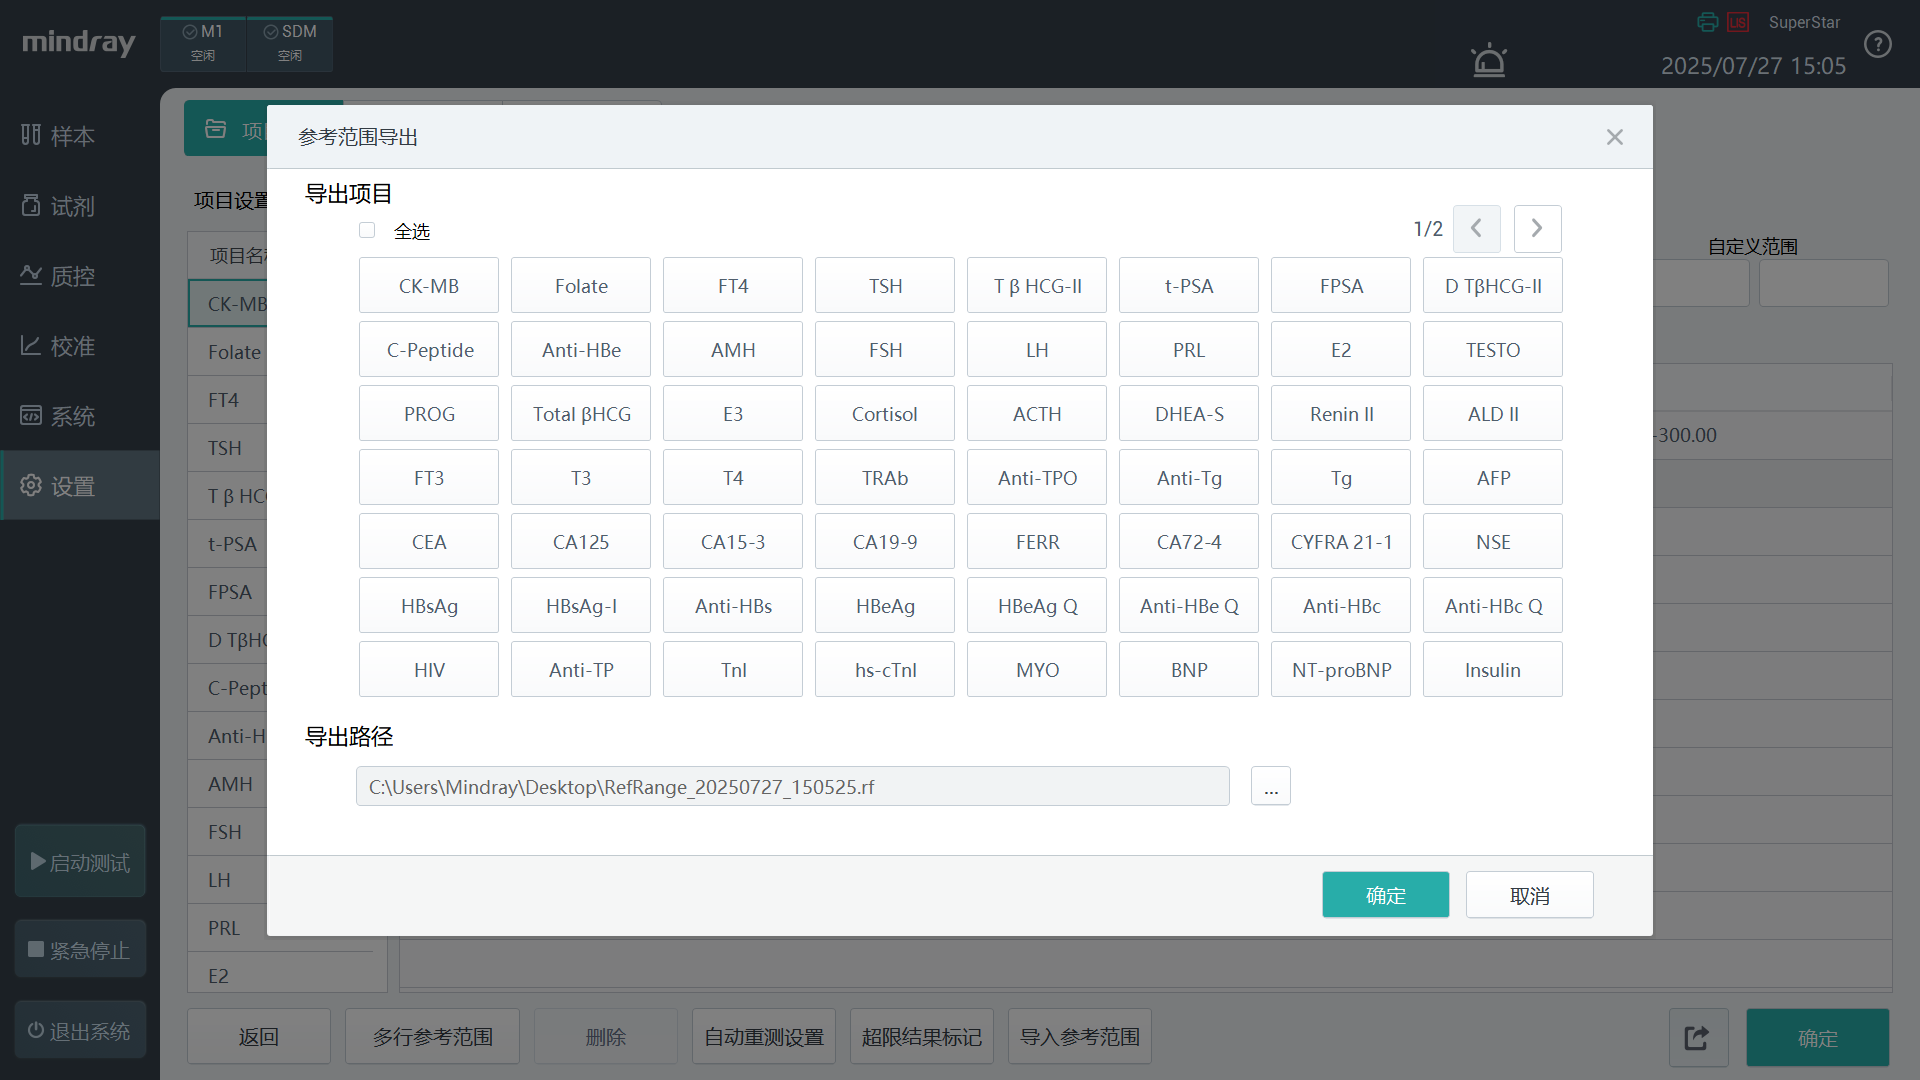 mindray
M1
空闲
SDM
空闲
LIS
SuperStar
2025/07/27 15:05
样本
试剂
质控
校准
系统
设置
启动测试
紧急停止
退出系统
项目设置
CK-MB
Folate
FT4
TSH
T β HC
t-PSA
FPSA
D TβHC
C-Pept
Anti-H
AMH
FSH
LH
PRL
E2
自定义范围
-300.00
参考范围导出
导出项目
全选
1/2
CK-MB Folate FT4 TSH T β HCG-II t-PSA FPSA D TβHCG-II
C-Peptide Anti-HBe AMH FSH LH PRL E2 TESTO
PROG Total βHCG E3 Cortisol ACTH DHEA-S Renin II ALD II
FT3 T3 T4 TRAb Anti-TPO Anti-Tg Tg AFP
CEA CA125 CA15-3 CA19-9 FERR CA72-4 CYFRA 21-1 NSE
HBsAg HBsAg-I Anti-HBs HBeAg HBeAg Q Anti-HBe Q Anti-HBc Anti-HBc Q
HIV Anti-TP TnI hs-cTnI MYO BNP NT-proBNP Insulin
导出路径
C:\Users\Mindray\Desktop\RefRange_20250727_150525.rf
...
确定 取消
返回 多行参考范围 删除 自动重测设置 超限结果标记 导入参考范围 确定